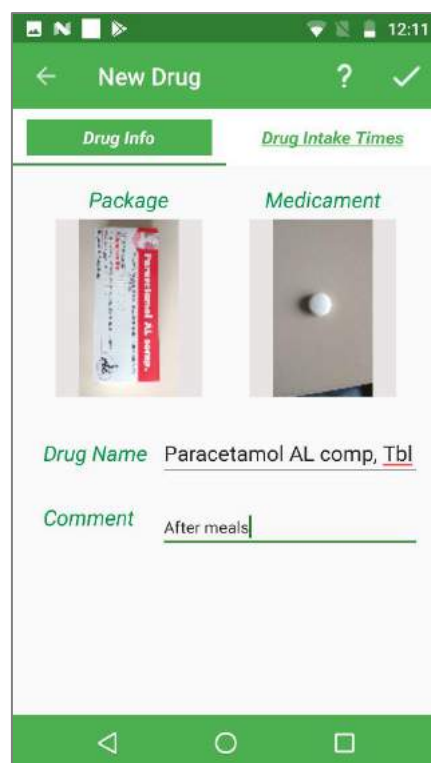 12:11
New Drug ?
Drug Info Drug Intake Times
Package Medicament
Paracetamol AL comp.
Drug Name Paracetamol AL comp, Tbl
Comment After meals